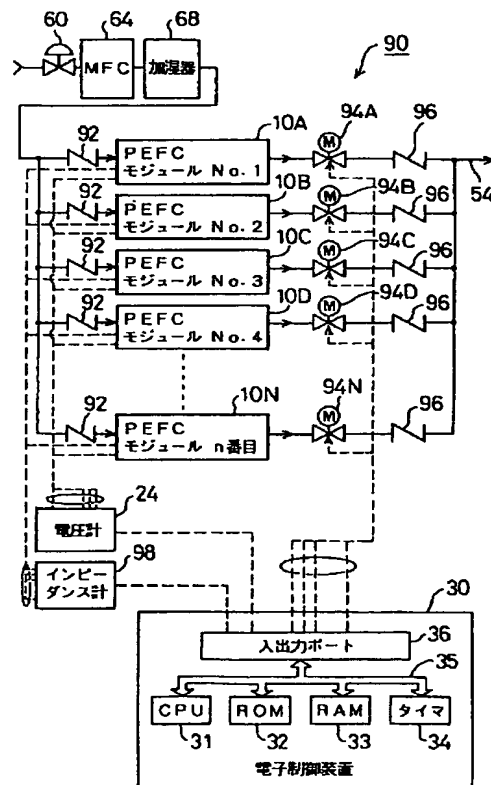 60
64
68
90
MFC
加湿器
10A
94A
96
92
PEFC
モジュール No.1
54
10B
94B
96
92
PEFC
モジュール No.2
10C
94C
96
92
PEFC
モジュール No.3
10D
94D
96
92
PEFC
モジュール No.4
10N
94N
96
92
PEFC
モジュール n番目
M
M
M
M
M
24
電圧計
98
インピー
ダンス計
30
36
入出力ポート
35
CPU
ROM
RAM
タイマ
31
32
33
34
電子制御装置